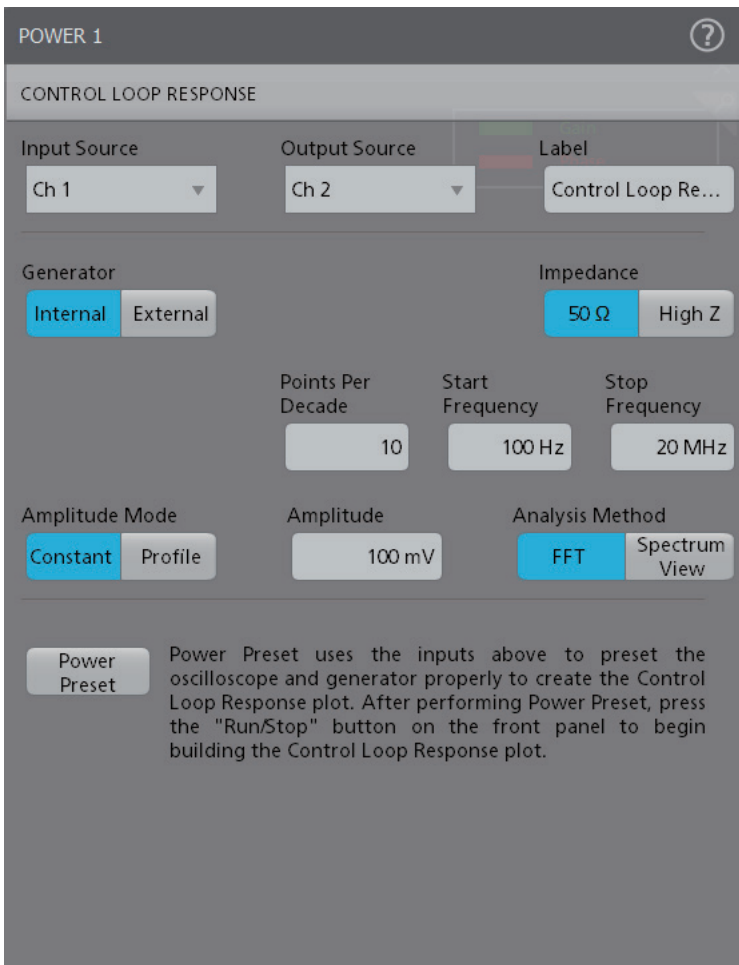 POWER 1
?
CONTROL LOOP RESPONSE
Gain
Input Source
Output Source
Label
Ch 1
Ch 2
Control Loop Re...
Generator
Impedance
Internal
External
50 Ω
High Z
Points Per
Decade
Start
Frequency
Stop
Frequency
10
100 Hz
20 MHz
Amplitude Mode
Amplitude
Analysis Method
Constant
Profile
100 mV
FFT
Spectrum
View
Power
Preset
Power Preset uses the inputs above to preset the
oscilloscope and generator properly to create the Control
Loop Response plot. After performing Power Preset, press
the "Run/Stop" button on the front panel to begin
building the Control Loop Response plot.